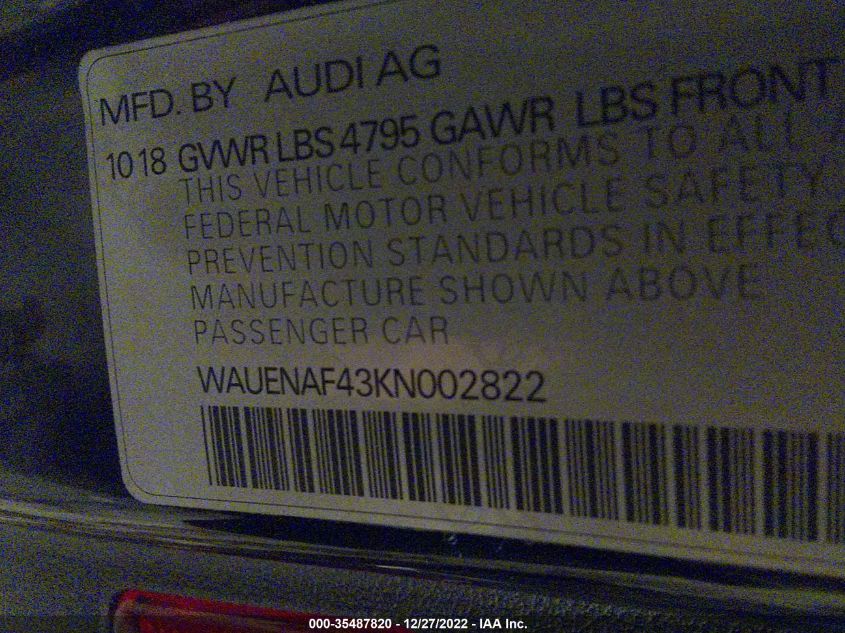 MFD. BY AUDI AG
10 18 GVWR LBS 4795 GAWR LBS FRONT
THIS VEHICLE CONFORMS TO ALL A
FEDERAL MOTOR VEHICLE SAFETY
PREVENTION STANDARDS IN EFFEC
MANUFACTURE SHOWN ABOVE
PASSENGER CAR
WAUENAF43KN002822
000-35487820 - 12/27/2022 - IAA Inc.